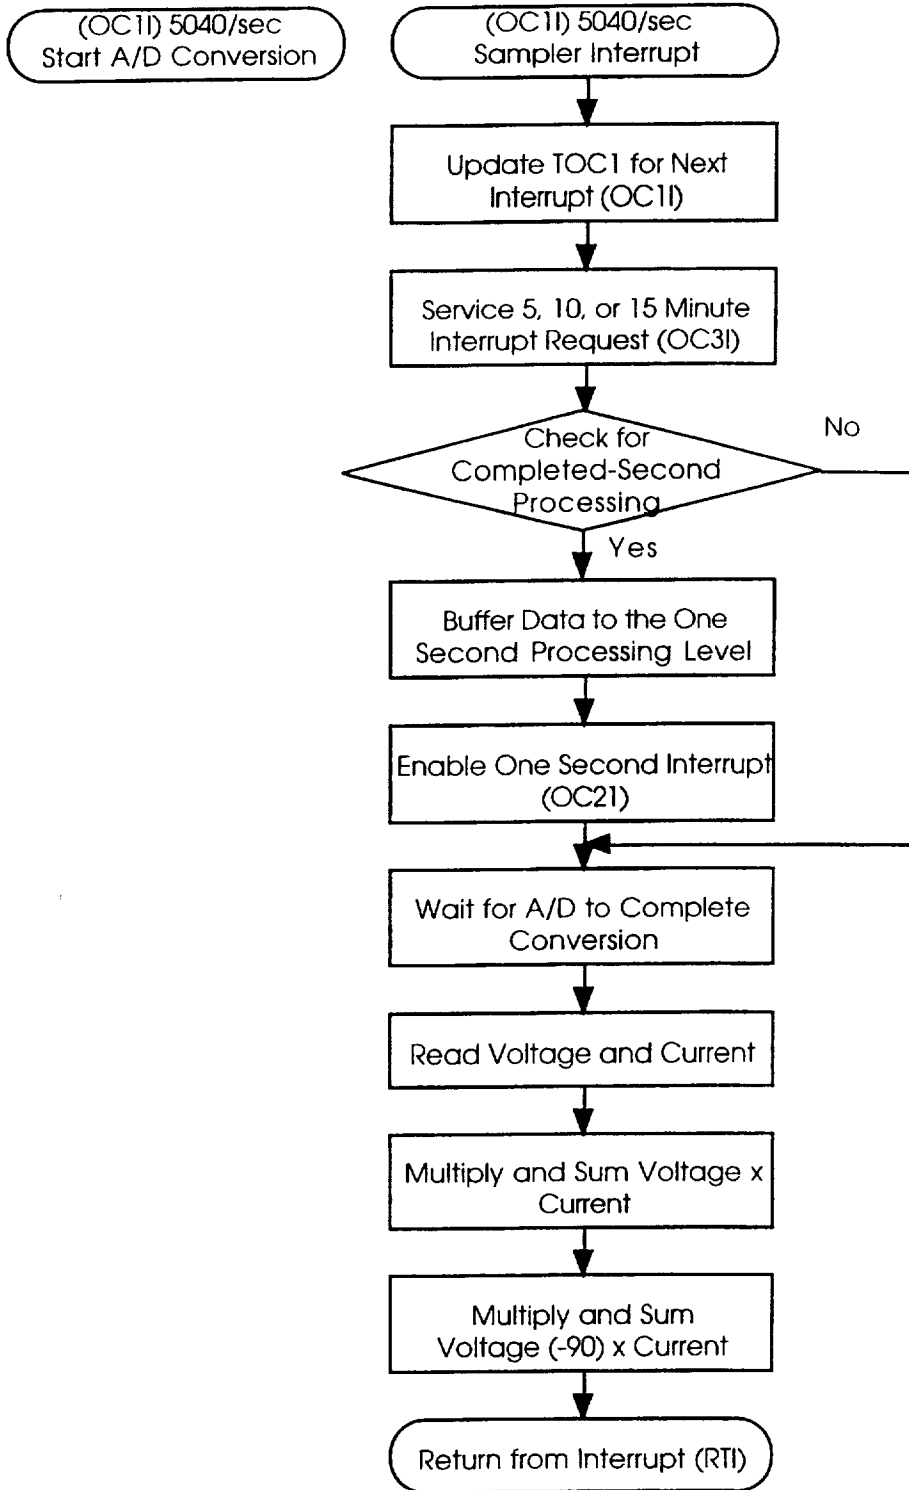 (OC1I) 5040/sec
Start A/D Conversion
(OC1I) 5040/sec
Sampler Interrupt
Update TOC1 for Next
Interrupt (OC1I)
Service 5, 10, or 15 Minute
Interrupt Request (OC3I)
Check for
Completed-Second
Processing
No
Yes
Buffer Data to the One
Second Processing Level
Enable One Second Interrupt
(OC21)
Wait for A/D to Complete
Conversion
Read Voltage and Current
Multiply and Sum Voltage x
Current
Multiply and Sum
Voltage (-90) x Current
Return from Interrupt (RTI)